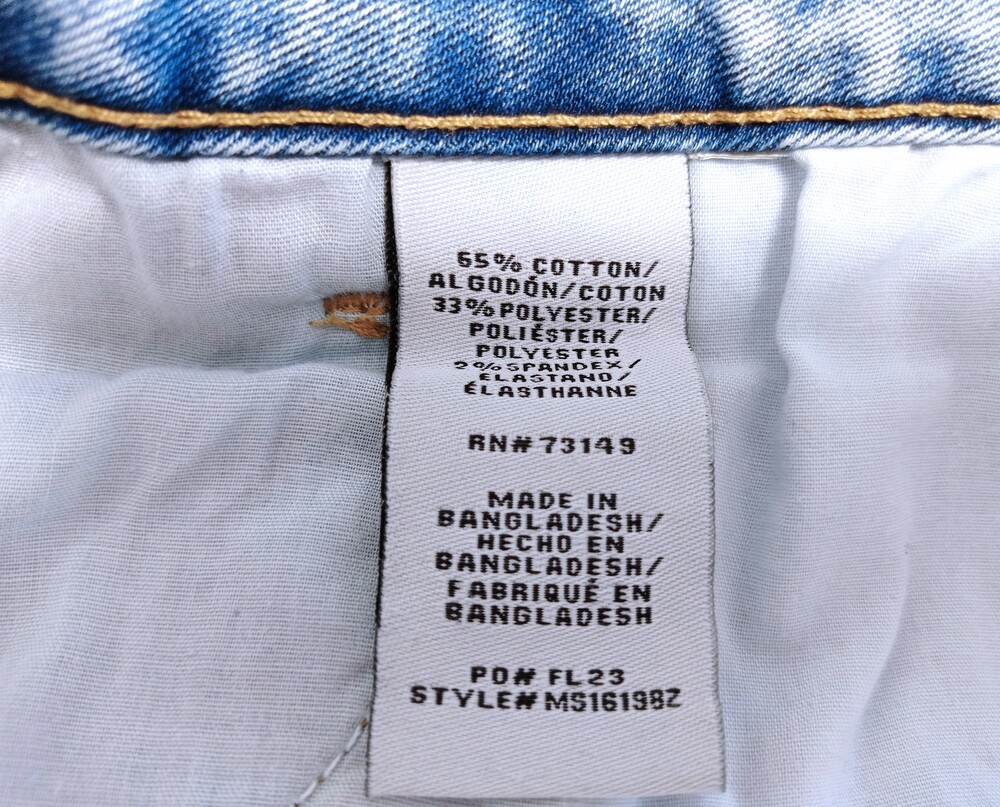 65% COTTON/
ALGODÓN/COTON
33% POLYESTER/
POLIÉSTER/
POLYESTER
2% SPANDEX/
ELASTANO/
ÉLASTHANNE
RN# 73149
MADE IN
BANGLADESH/
HECHO EN
BANGLADESH/
FABRIQUÉ EN
BANGLADESH
PO# FL23
STYLE# MS16198Z